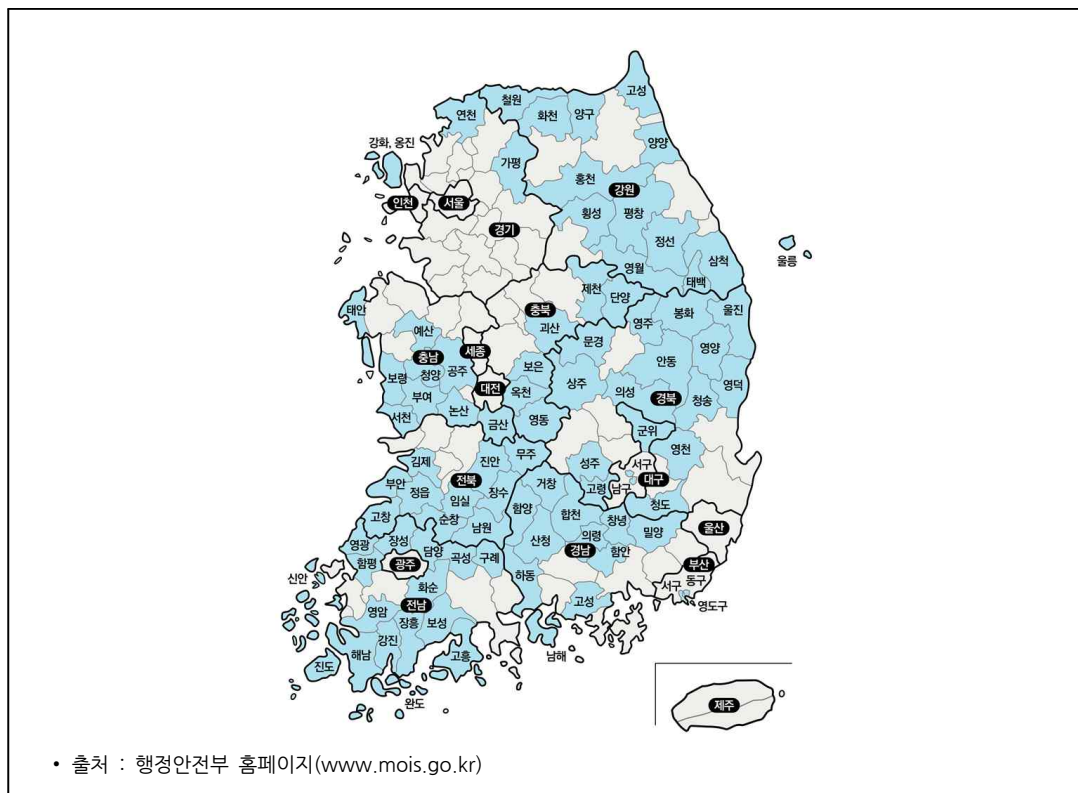 고성
철원
연천
화천
양구
양양
강화, 옹진
가평
홍천
강원
인천
서울
횡성
평창
경기
정선
삼척
울릉
영월
태백
제천
단양
태안
충북
영주
봉화
울진
예산
괴산
문경
세종
충남
영양
안동
보령
청양
공주
보은
대전
상주
의성
경북
영덕
청송
부여
옥천
서천
논산
금산
영동
군위
영천
김제
진안
무주
성주
서구
전북
대구
부안
정읍
장수
거창
고령
남구
청도
임실
함양
합천
창녕
고창
순창
남원
의령
밀양
울산
영광
장성
산청
경남
함안
담양
곡성
구례
광주
함평
부산
신안
하동
서구
동구
화순
영도구
영암
전남
고성
장흥
보성
강진
해남
고흥
남해
진도
완도
제주
• 출처 : 행정안전부 홈페이지(www.mois.go.kr)